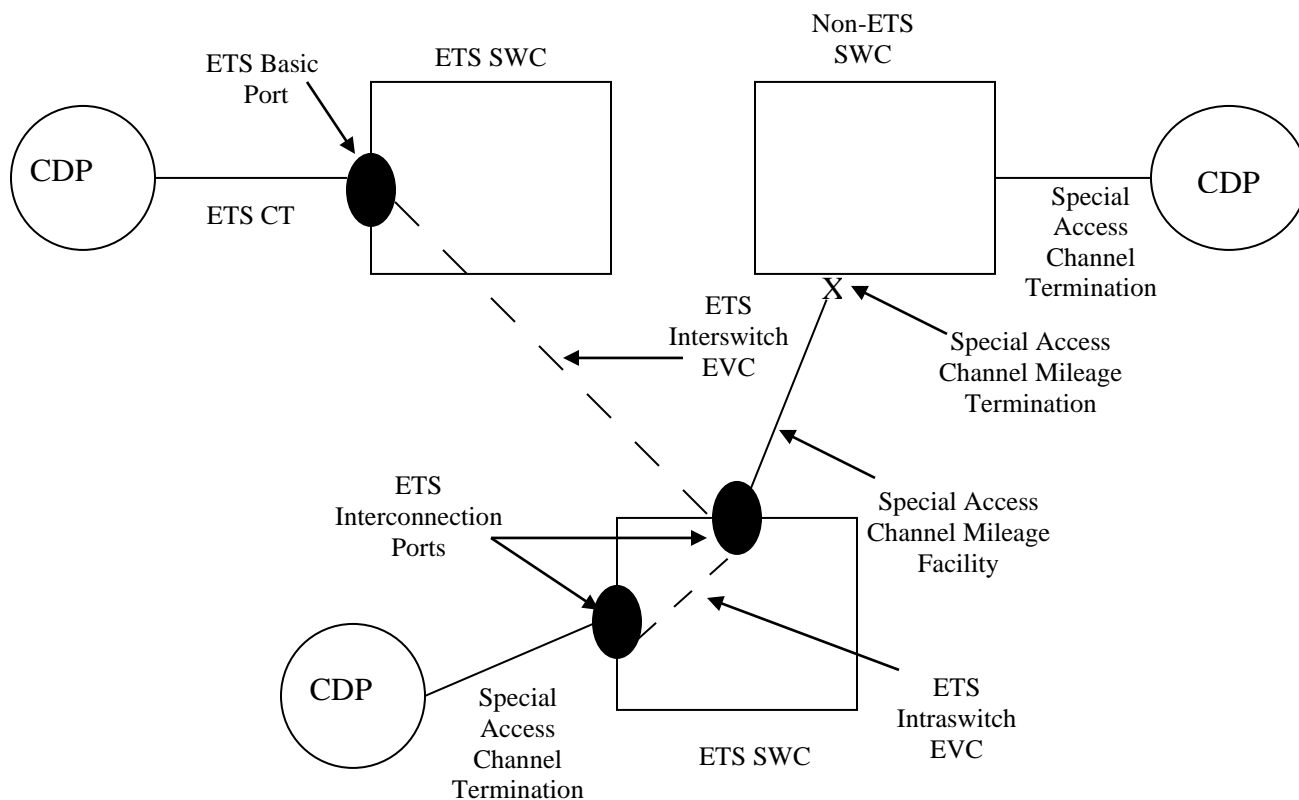 Non-ETS
SWC
ETS SWC
ETS Basic
Port
CDP
ETS CT
CDP
Special
Access
Channel
Termination
X
ETS
Interswitch
EVC
Special Access
Channel Mileage
Termination
ETS
Interconnection
Ports
Special Access
Channel Mileage
Facility
CDP
Special
Access
Channel
Termination
ETS
Intraswitch
EVC
ETS SWC